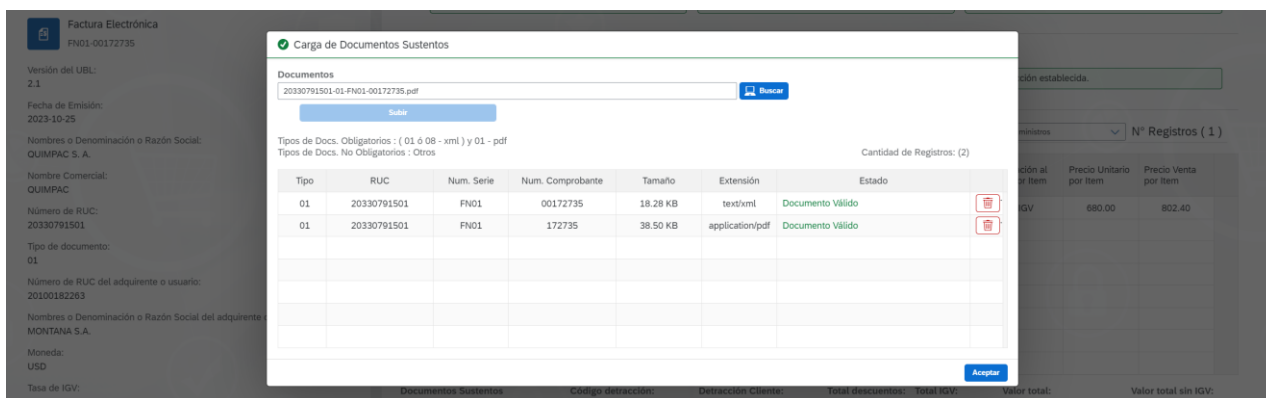 Factura Electrónica
FN01-00172735
Versión del UBL:
2.1
Fecha de Emisión:
2023-10-25
Nombres o Denominación o Razón Social:
QUIMPAC S. A.
Nombre Comercial:
QUIMPAC
Número de RUC:
20330791501
Tipo de documento:
01
Número de RUC del adquirente o usuario:
20100182263
Nombres o Denominación o Razón Social del adquirente
MONTANA S.A.
Moneda:
USD
Tasa de IGV:
Carga de Documentos Sustentos
Documentos
20330791501-01-FN01-00172735.pdf
Buscar
Subir
Tipos de Docs. Obligatorios : ( 01 ó 08 - xml ) y 01 - pdf
Tipos de Docs. No Obligatorios : Otros
Cantidad de Registros: (2)
Tipo RUC Num. Serie Num. Comprobante Tamaño Extensión Estado
01 20330791501 FN01 00172735 18.28 KB text/xml Documento Válido
01 20330791501 FN01 172735 38.50 KB application/pdf Documento Válido
Aceptar
cción establecida.
ministros
N° Registros ( 1 )
ción al
or Item
Precio Unitario
por Item
Precio Venta
por Item
IGV 680.00 802.40
Documentos Sustentos Código detracción: Detracción Cliente: Total descuentos: Total IGV: Valor total: Valor total sin IGV: